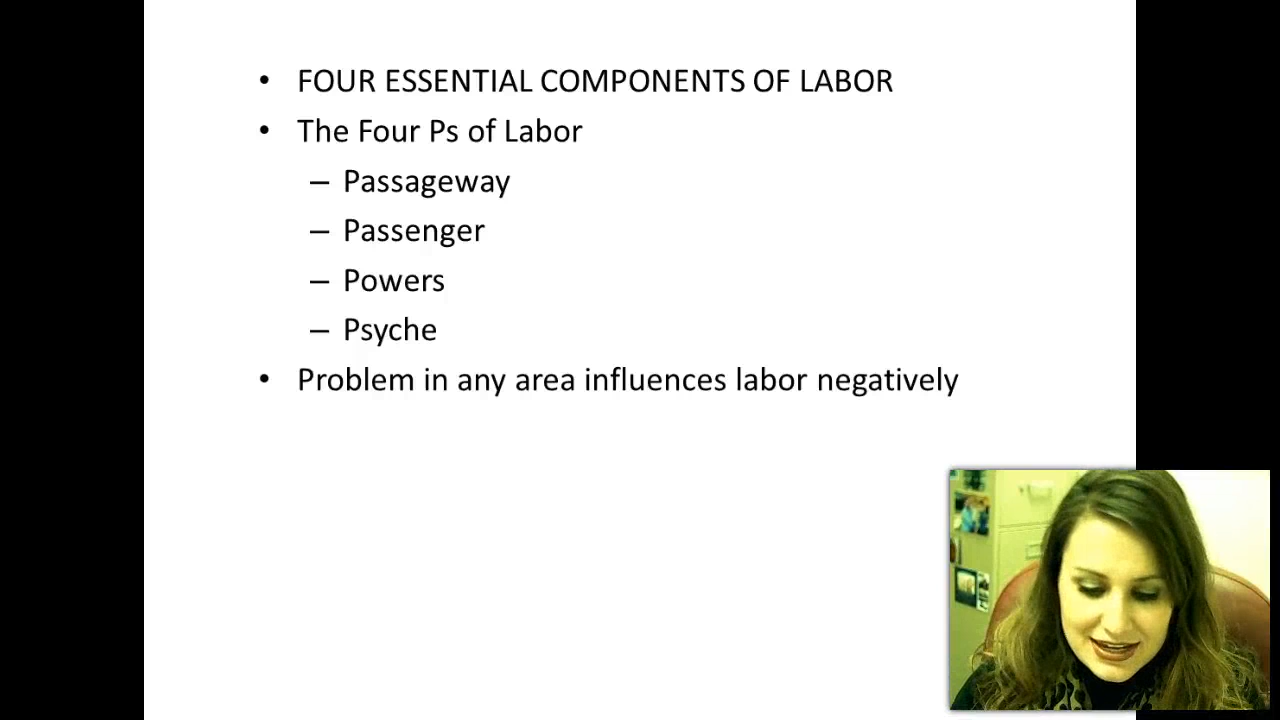 • FOUR ESSENTIAL COMPONENTS OF LABOR
• The Four Ps of Labor
– Passageway
– Passenger
– Powers
– Psyche
• Problem in any area influences labor negatively